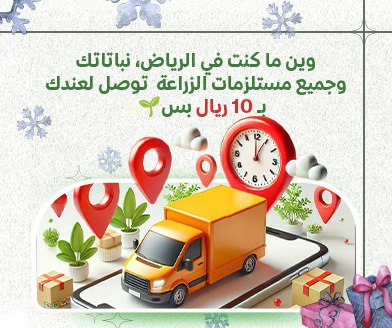 وين ما كنت في الرياض، نباتاتك
وجميع مستلزمات الزراعة توصل لعندك
بـ 10 ريال بس